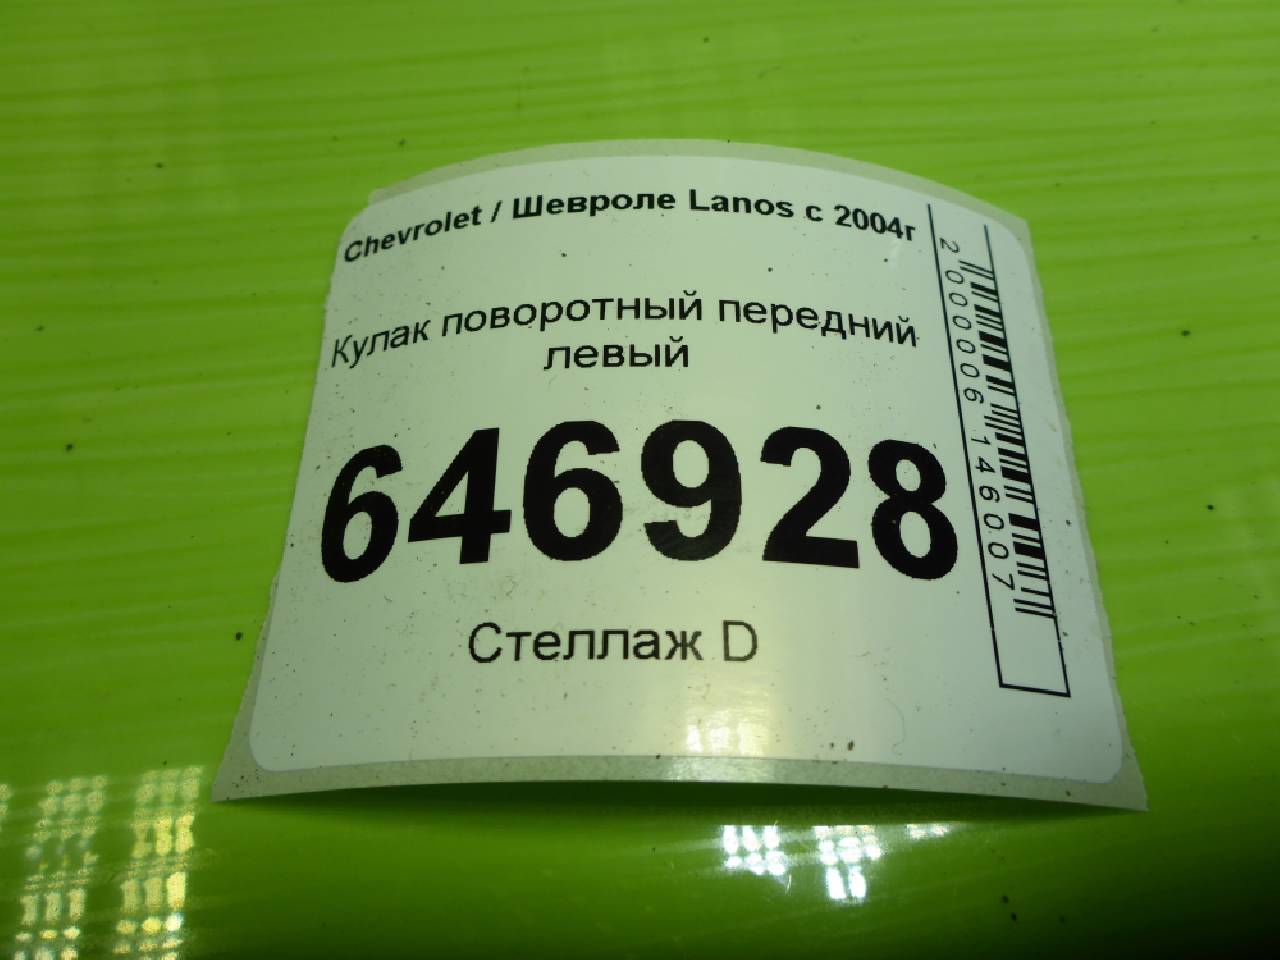 Chevrolet / Шевроле Lanos с 2004г
Кулак поворотный передний
левый
646928
Стеллаж D
2000006146007